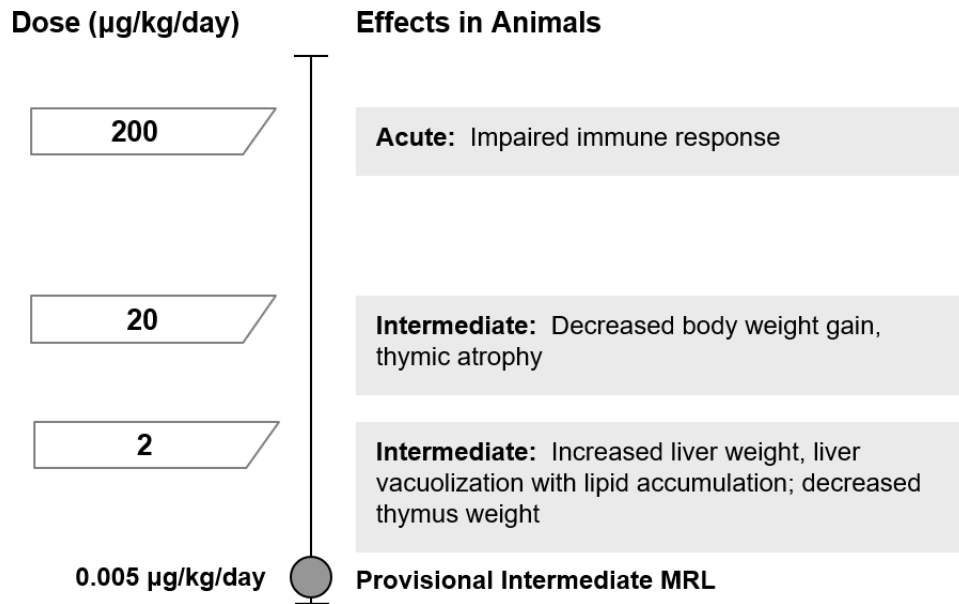 Dose (µg/kg/day) Effects in Animals
200 Acute: Impaired immune response
20 Intermediate: Decreased body weight gain,
thymic atrophy
2 Intermediate: Increased liver weight, liver
vacuolization with lipid accumulation; decreased
thymus weight
0.005 µg/kg/day Provisional Intermediate MRL